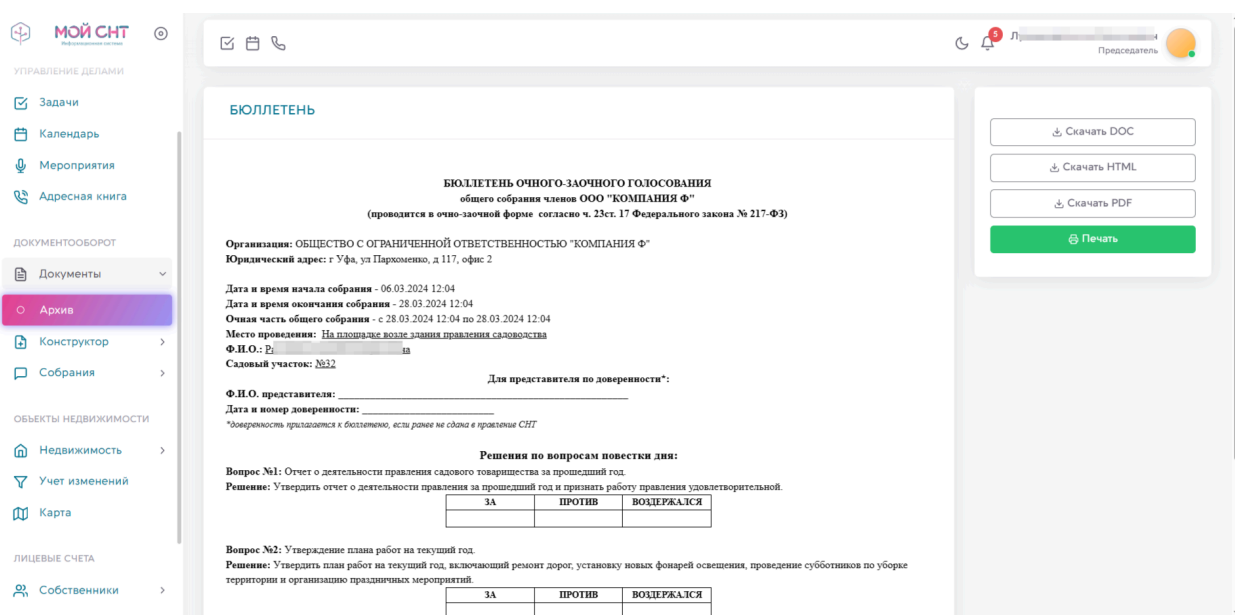 МОЙ СНТ
Информационная система
УПРАВЛЕНИЕ ДЕЛАМИ
Задачи
Календарь
Мероприятия
Адресная книга
ДОКУМЕНТООБОРОТ
Документы
Архив
Конструктор
Собрания
ОБЪЕКТЫ НЕДВИЖИМОСТИ
Недвижимость
Учет изменений
Карта
ЛИЦЕВЫЕ СЧЕТА
Собственники
5
Председатель
БЮЛЛЕТЕНЬ
БЮЛЛЕТЕНЬ ОЧНОГО-ЗАОЧНОГО ГОЛОСОВАНИЯ
общего собрания членов ООО "КОМПАНИЯ Ф"
(проводится в очно-заочной форме согласно ч. 23ст. 17 Федерального закона № 217-ФЗ)
Организация: ОБЩЕСТВО С ОГРАНИЧЕННОЙ ОТВЕТСТВЕННОСТЬЮ "КОМПАНИЯ Ф"
Юридический адрес: г Уфа, ул Пархоменко, д 117, офис 2
Дата и время начала собрания - 06.03.2024 12:04
Дата и время окончания собрания - 28.03.2024 12:04
Очная часть общего собрания - с 28.03.2024 12:04 по 28.03.2024 12:04
Место проведения: На площадке возле здания правления садоводства
Ф.И.О.:
Садовый участок: №32
Для представителя по доверенности*:
Ф.И.О. представителя:
Дата и номер доверенности:
*доверенность прилагается к бюллетеню, если ранее не сдана в правление СНТ
Решения по вопросам повестки дня:
Вопрос №1: Отчет о деятельности правления садового товарищества за прошедший год.
Решение: Утвердить отчет о деятельности правления за прошедший год и признать работу правления удовлетворительной.
ЗА ПРОТИВ ВОЗДЕРЖАЛСЯ
Вопрос №2: Утверждение плана работ на текущий год.
Решение: Утвердить план работ на текущий год, включающий ремонт дорог, установку новых фонарей освещения, проведение субботников по уборке
территории и организацию праздничных мероприятий.
ЗА ПРОТИВ ВОЗДЕРЖАЛСЯ
Скачать DOC
Скачать HTML
Скачать PDF
Печать